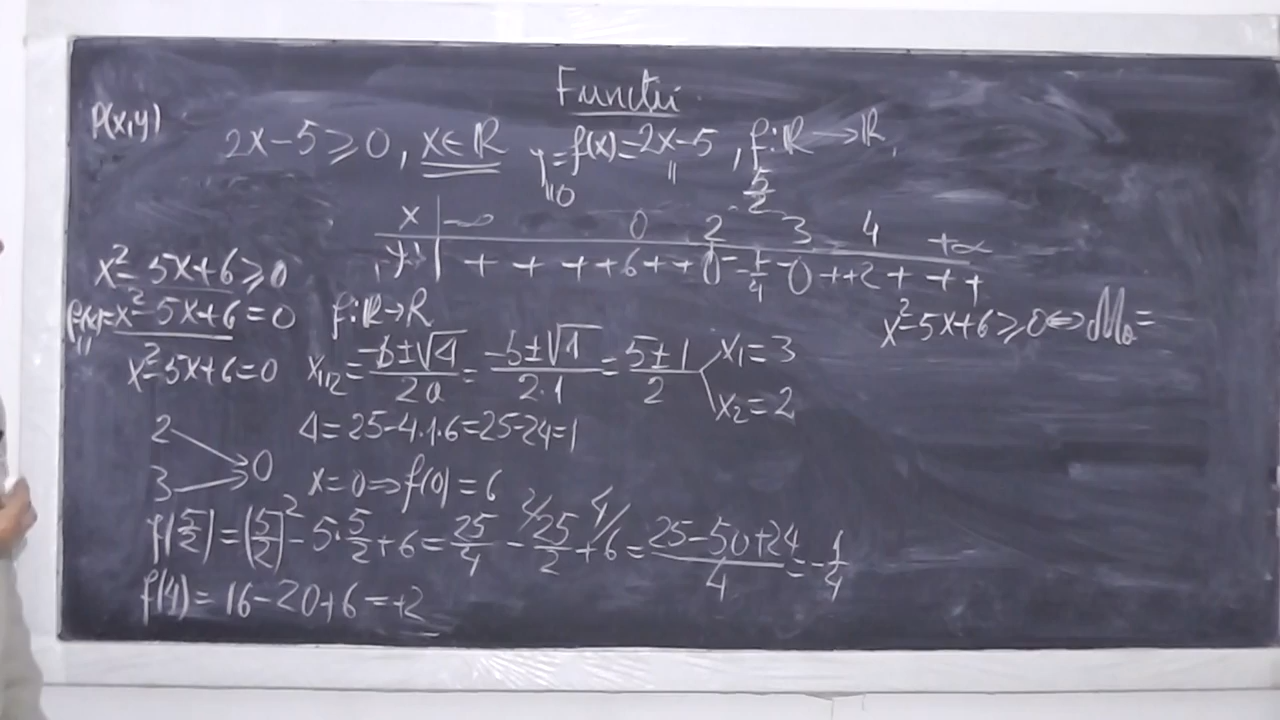 Functii
P(x,y)
2x-5≥0, x∈ℝ y=f(x)=2x-5, f:ℝ→ℝ,
" 0 "
5/2
x | -∞ 0 2 3 4 +∞
y | + + + + 6 + + 0 - -1/4 - 0 + + 2 + + +
x²-5x+6≥0
f(x)=x²-5x+6=0 f:ℝ→ℝ
x²-5x+6≥0⇔M₀=
x²-5x+6=0 x₁,₂=(-b±√Δ)/2a=(-b±√1)/2·1=(5±1)/2 x₁=3
x₂=2
Δ=25-4·1·6=25-24=1
2
3 → 0 x=0⇒f(0)=6
f(5/2)=(5/2)²-5·5/2+6=25/4-²⁄25/2+⁴⁄6=(25-50+24)/4=-1/4
f(4)=16-20+6=+2